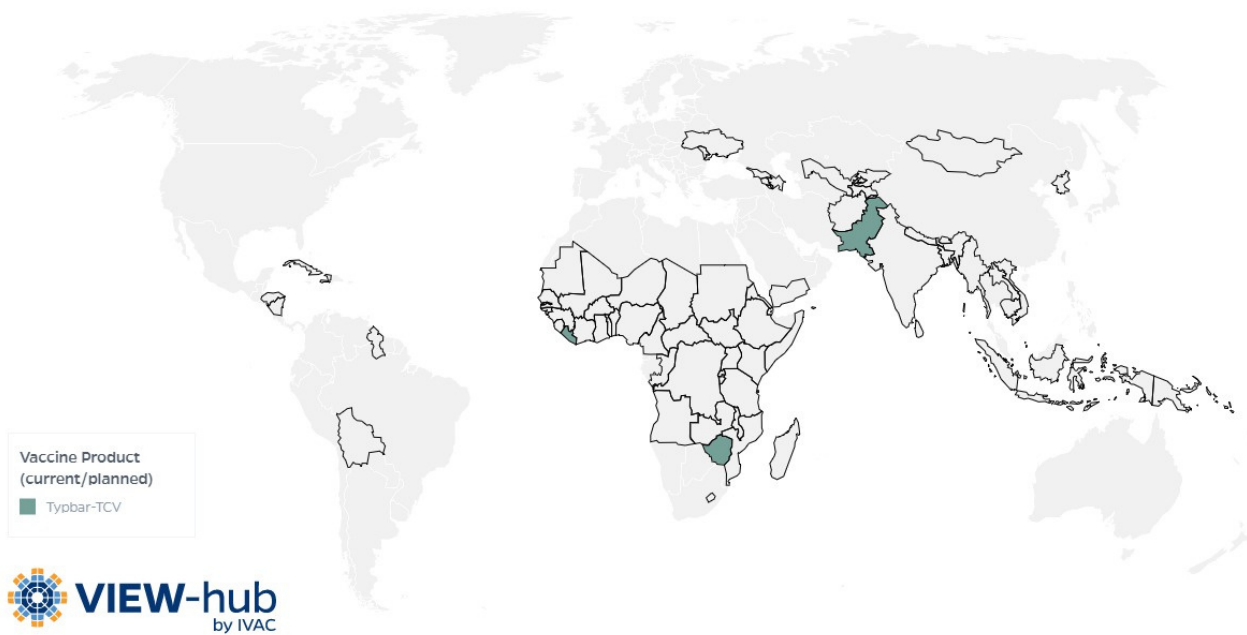 Vaccine Product
(current/planned)
Typbar-TCV
VIEW-hub
by IVAC